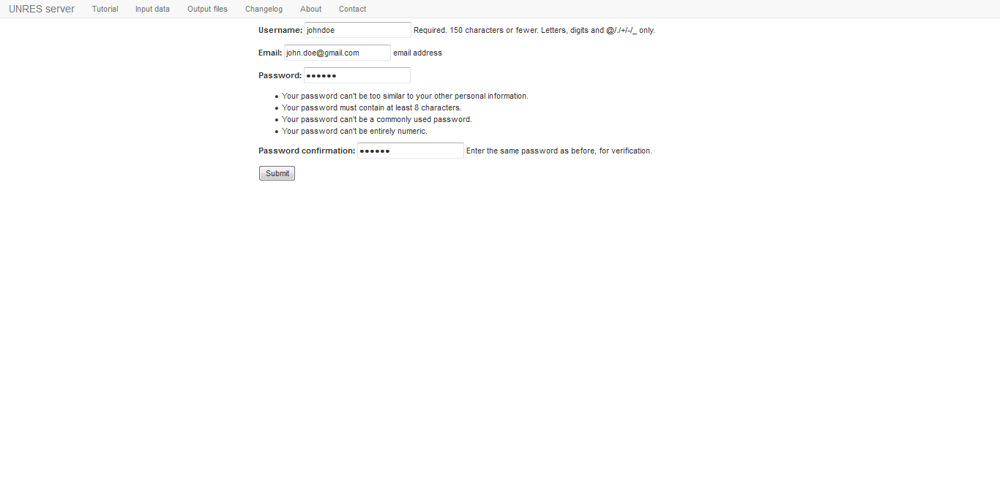 UNRES server Tutorial Input data Output files Changelog About Contact
Username: johndoe Required. 150 characters or fewer. Letters, digits and @/./+/-/_ only.
Email: john.doe@gmail.com email address
Password: ●●●●●●
• Your password can't be too similar to your other personal information.
• Your password must contain at least 8 characters.
• Your password can't be a commonly used password.
• Your password can't be entirely numeric.
Password confirmation: ●●●●●● Enter the same password as before, for verification.
Submit